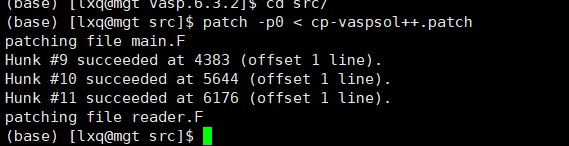 (base) [lxq@mgt vasp.6.3.2]$ cd src/
(base) [lxq@mgt src]$ patch -p0 < cp-vaspsol++.patch
patching file main.F
Hunk #9 succeeded at 4383 (offset 1 line).
Hunk #10 succeeded at 5644 (offset 1 line).
Hunk #11 succeeded at 6176 (offset 1 line).
patching file reader.F
(base) [lxq@mgt src]$